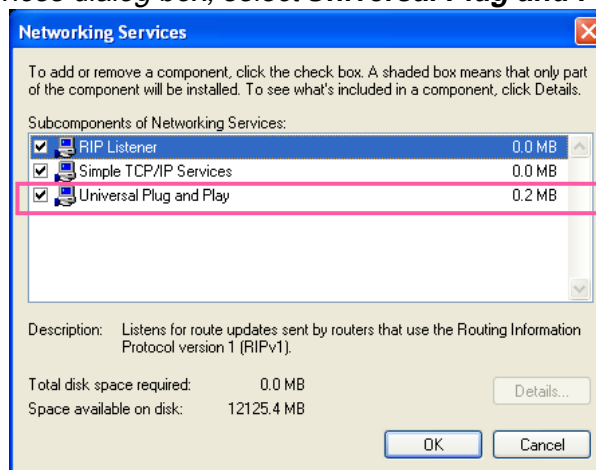 dialog box, select Universal Plug and
Networking Services
To add or remove a component, click the check box. A shaded box means that only part
of the component will be installed. To see what's included in a component, click Details.
Subcomponents of Networking Services:
RIP Listener 0.0 MB
Simple TCP/IP Services 0.0 MB
Universal Plug and Play 0.2 MB
Description: Listens for route updates sent by routers that use the Routing Information
Protocol version 1 (RIPv1).
Total disk space required: 0.0 MB
Space available on disk: 12125.4 MB
Details...
OK Cancel